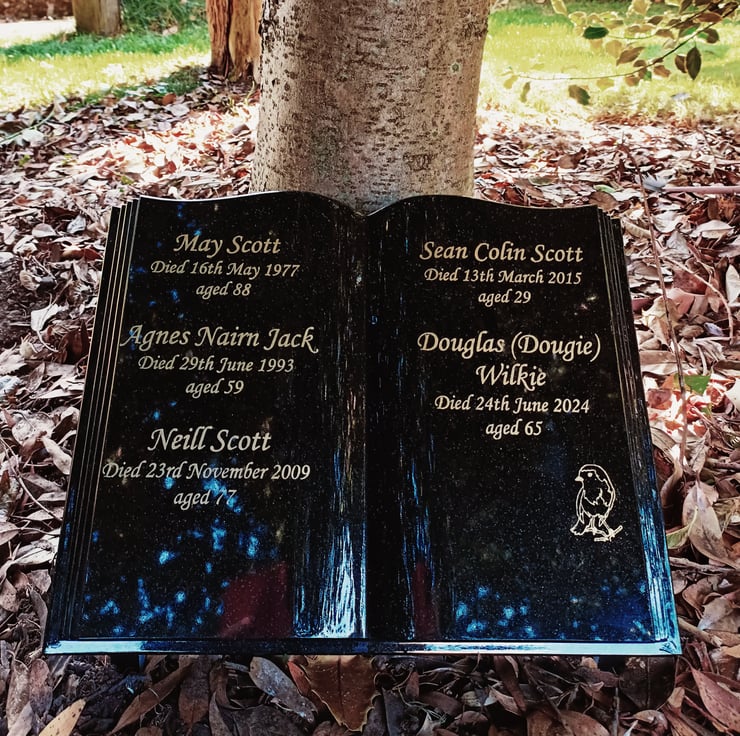 May Scott
Died 16th May 1977
aged 88
Agnes Nairn Jack
Died 29th June 1993
aged 59
Neill Scott
Died 23rd November 2009
aged 77
Sean Colin Scott
Died 13th March 2015
aged 29
Douglas (Dougie)
Wilkie
Died 24th June 2024
aged 65